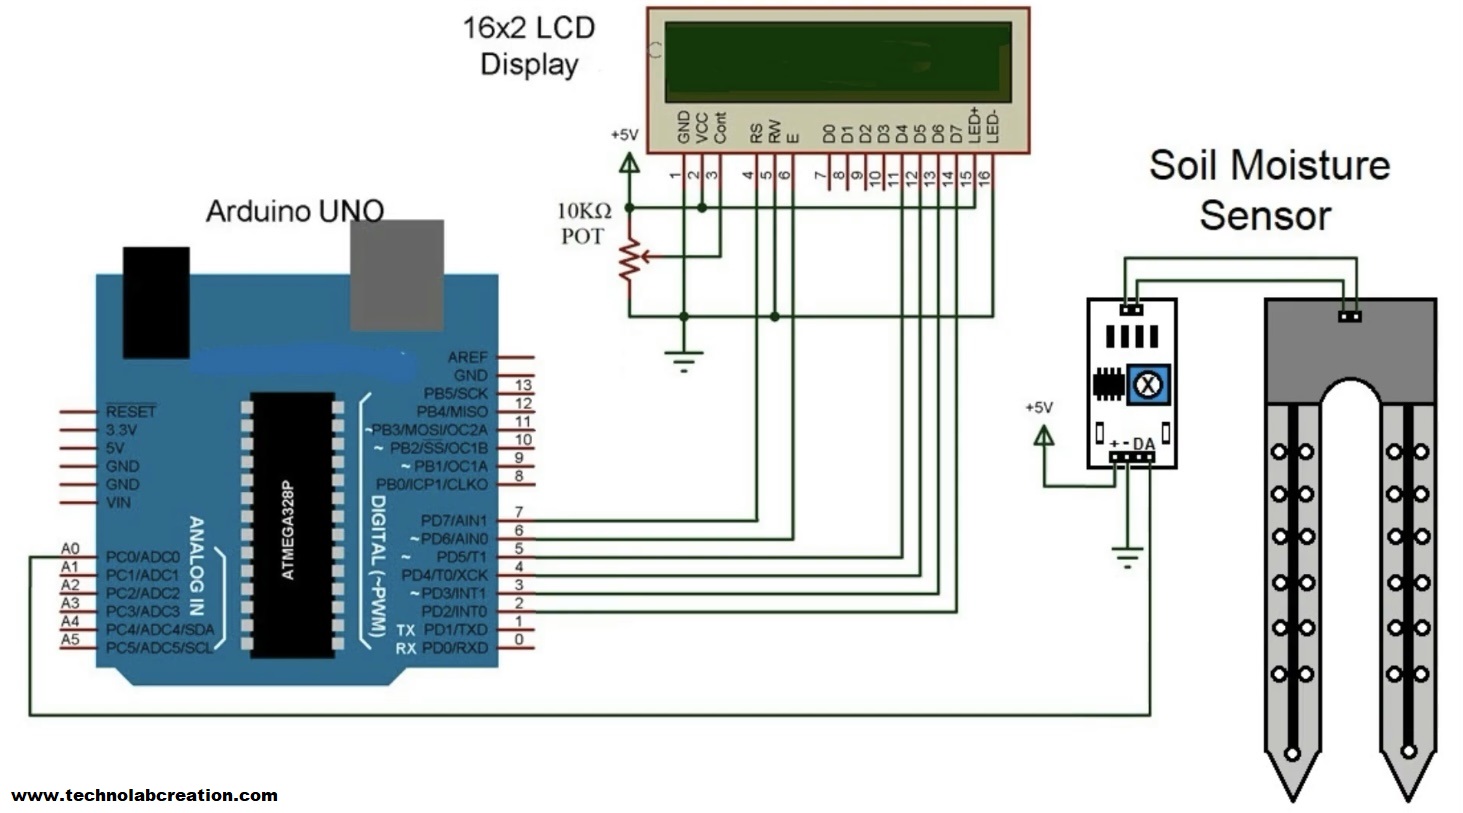 16x2 LCD
Display
C
GND
VCC
Cont
RS
RW
E
D0
D1
D2
D3
D4
D5
D6
D7
LED+
LED-
1
2
3
4
5
6
7
8
9
10
11
12
13
14
15
16
+5V
10KΩ
POT
Soil Moisture
Sensor
Arduino UNO
AREF
GND
PB5/SCK 13
PB4/MISO 12
~PB3/MOSI/OC2A 11
~ PB2/SS/OC1B 10
~ PB1/OC1A 9
PB0/ICP1/CLKO 8
PD7/AIN1 7
~PD6/AIN0 6
~ PD5/T1 5
PD4/T0/XCK 4
~PD3/INT1 3
PD2/INT0 2
TX PD1/TXD 1
RX PD0/RXD 0
RESET
3.3V
5V
GND
GND
VIN
A0 PC0/ADC0
A1 PC1/ADC1
A2 PC2/ADC2
A3 PC3/ADC3
A4 PC4/ADC4/SDA
A5 PC5/ADC5/SCL
ANALOG IN
ATMEGA328P
DIGITAL (~PWM)
+5V
X
+ - DA
www.technolabcreation.com